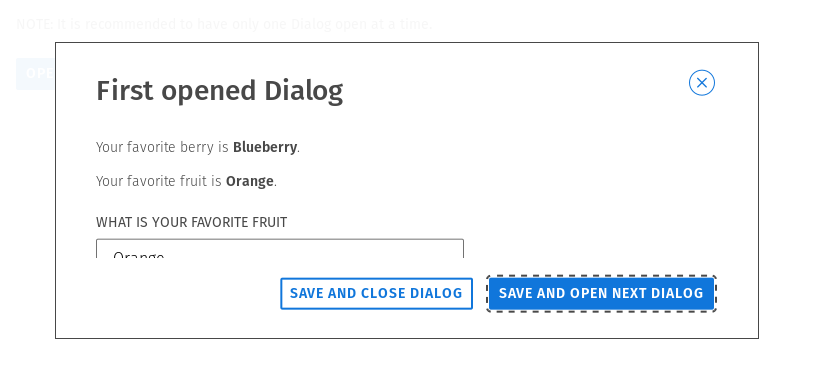 NOTE: It is recommended to have only one Dialog open at a time.
OPE
First opened Dialog
Your favorite berry is Blueberry.
Your favorite fruit is Orange.
WHAT IS YOUR FAVORITE FRUIT
Orange
SAVE AND CLOSE DIALOG
SAVE AND OPEN NEXT DIALOG